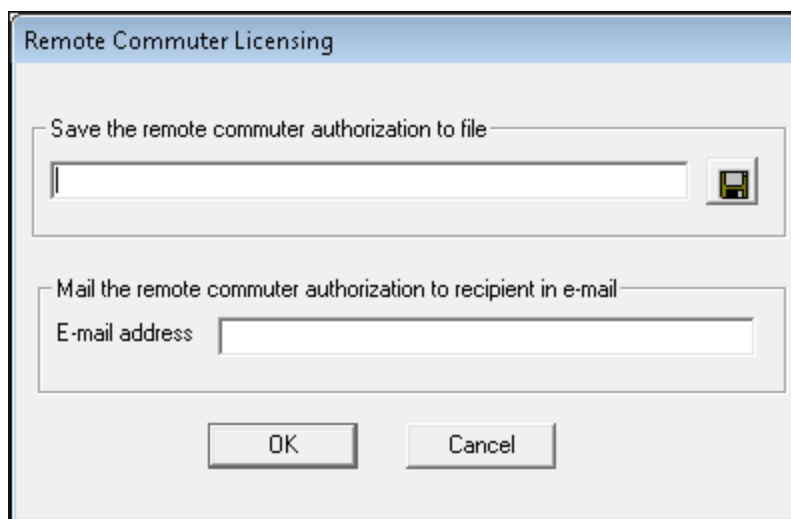 Remote Commuter Licensing
Save the remote commuter authorization to file
Mail the remote commuter authorization to recipient in e-mail
E-mail address
OK
Cancel